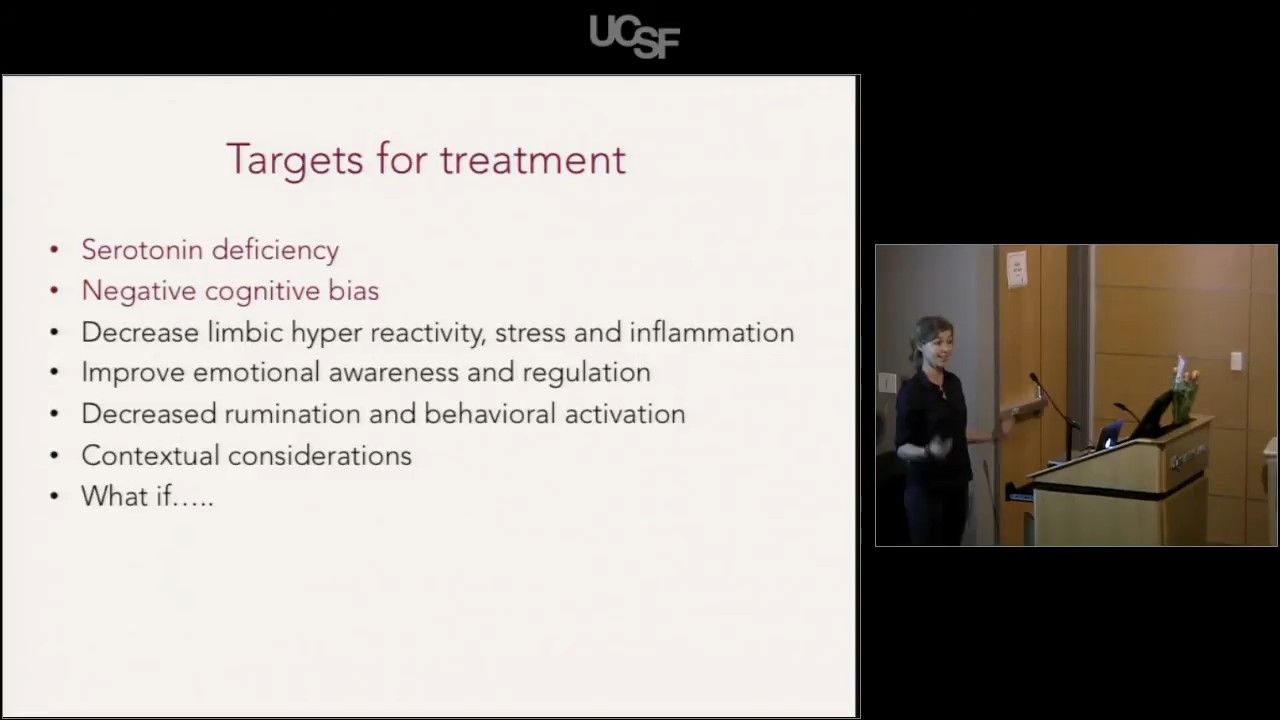 UCSF
Targets for treatment
• Serotonin deficiency
• Negative cognitive bias
• Decrease limbic hyper reactivity, stress and inflammation
• Improve emotional awareness and regulation
• Decreased rumination and behavioral activation
• Contextual considerations
• What if…..